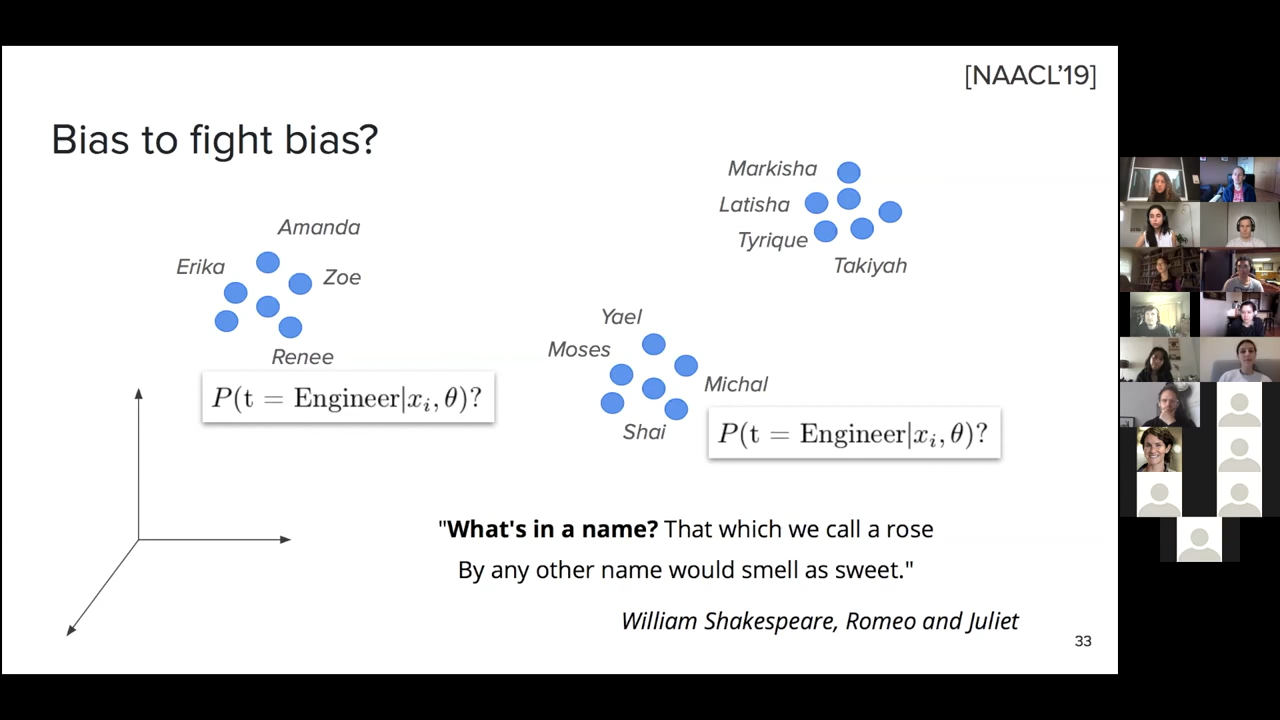 [NAACL'19]
Bias to fight bias?
Markisha
Latisha
Tyrique
Takiyah
Amanda
Erika
Zoe
Renee
P(t = Engineer|xᵢ, θ)?
Yael
Moses
Michal
Shai
P(t = Engineer|xᵢ, θ)?
"What's in a name? That which we call a rose
By any other name would smell as sweet."
William Shakespeare, Romeo and Juliet
33